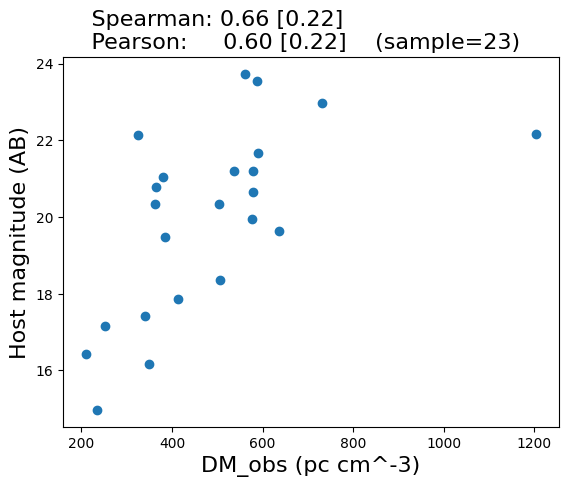 Spearman: 0.66 [0.22]
Pearson: 0.60 [0.22] (sample=23)
24
22
20
18
16
Host magnitude (AB)
200 400 600 800 1000 1200
DM_obs (pc cm^-3)